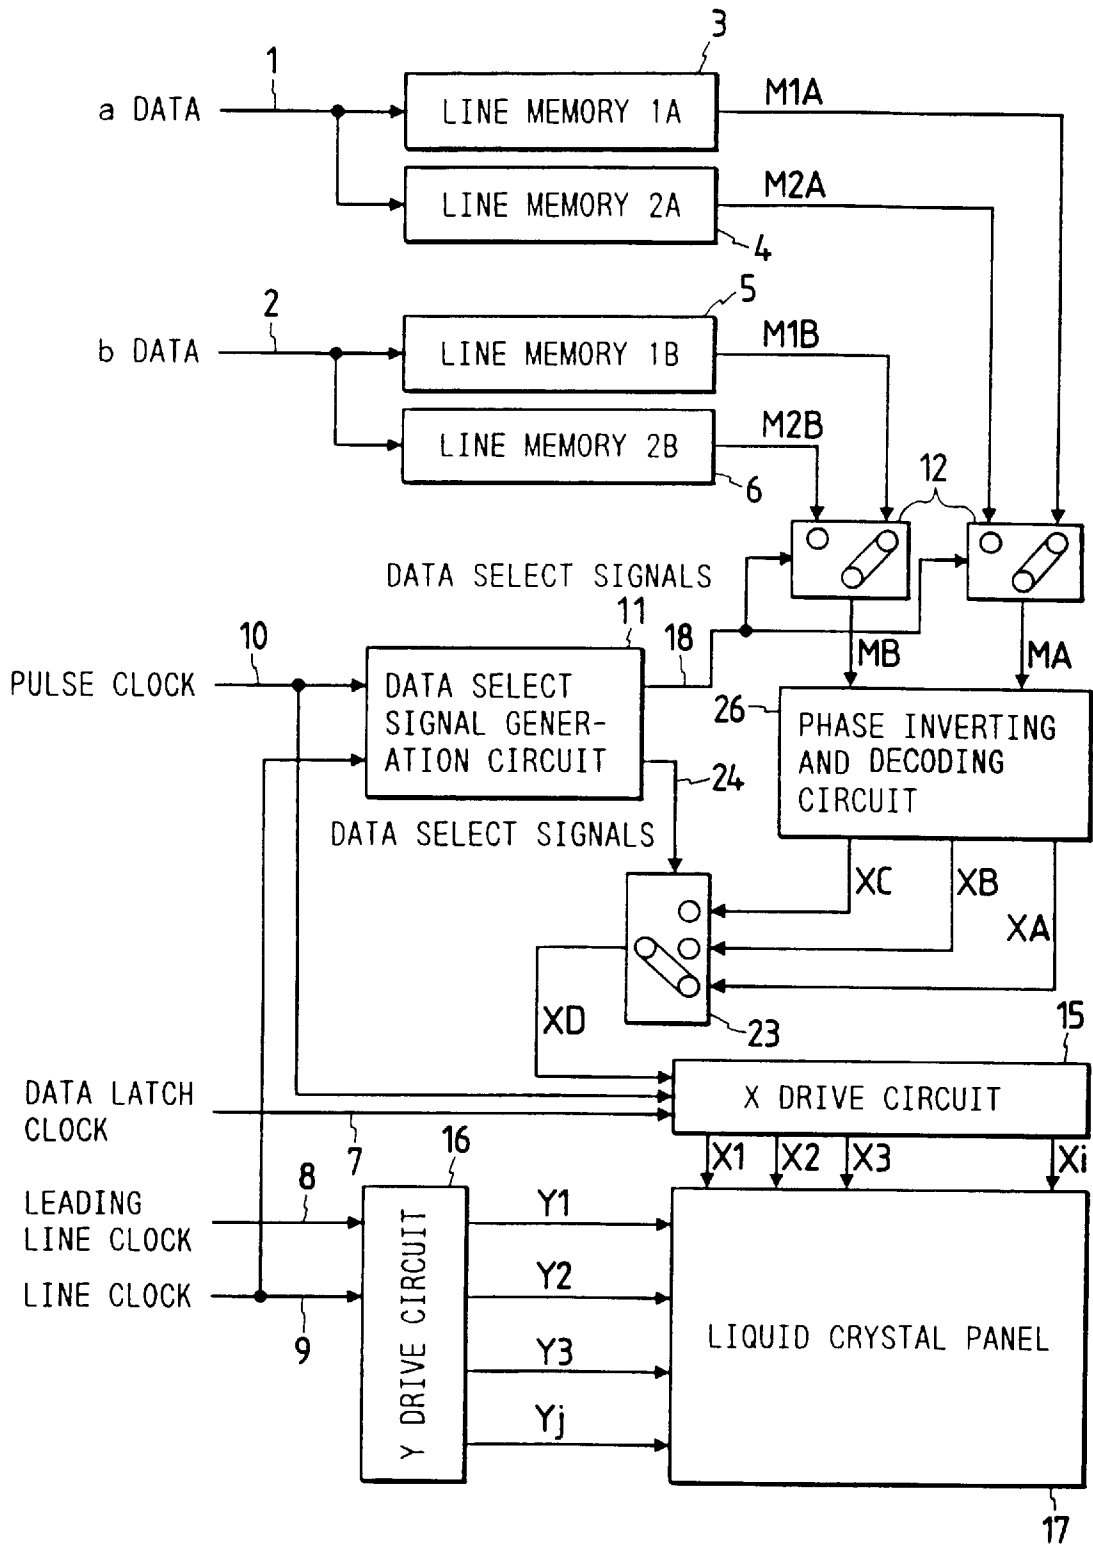 3
1
a DATA
LINE MEMORY 1A
M1A
LINE MEMORY 2A
M2A
4
2
5
b DATA
LINE MEMORY 1B
M1B
LINE MEMORY 2B
M2B
6
12
DATA SELECT SIGNALS
10
11
18
MB
MA
PULSE CLOCK
DATA SELECT
SIGNAL GENER-
ATION CIRCUIT
26
PHASE INVERTING
AND DECODING
CIRCUIT
24
DATA SELECT SIGNALS
XC
XB
XA
XD
23
15
DATA LATCH
CLOCK
7
X DRIVE CIRCUIT
X1
X2
X3
Xi
16
LEADING
LINE CLOCK
8
LINE CLOCK
9
Y DRIVE CIRCUIT
Y1
Y2
Y3
Yj
LIQUID CRYSTAL PANEL
17